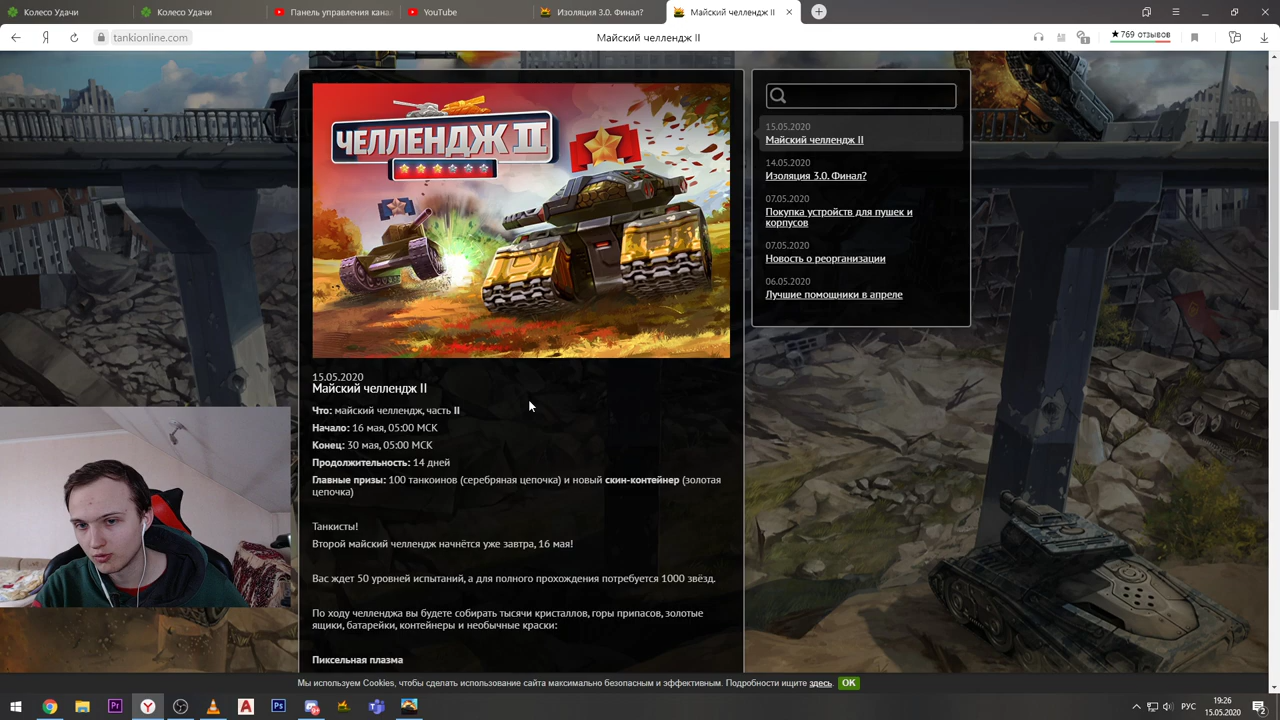 Колесо Удачи
Колесо Удачи
Панель управления кана
YouTube
Изоляция 3.0. Финал?
Майский челлендж II
tankionline.com
Майский челлендж II
★769 отзывов
ЧЕЛЛЕНДЖ II
15.05.2020
Майский челлендж II
14.05.2020
Изоляция 3.0. Финал?
07.05.2020
Покупка устройств для пушек и
корпусов
07.05.2020
Новость о реорганизации
06.05.2020
Лучшие помощники в апреле
15.05.2020
Майский челлендж II
Что: майский челлендж, часть II
Начало: 16 мая, 05:00 МСК
Конец: 30 мая, 05:00 МСК
Продолжительность: 14 дней
Главные призы: 100 танкоинов (серебряная цепочка) и новый скин-контейнер (золотая
цепочка)
Танкисты!
Второй майский челлендж начнётся уже завтра, 16 мая!
Вас ждет 50 уровней испытаний, а для полного прохождения потребуется 1000 звёзд.
По ходу челленджа вы будете собирать тысячи кристаллов, горы припасов, золотые
ящики, батарейки, контейнеры и необычные краски:
Пиксельная плазма
Мы используем Cookies, чтобы сделать использование сайта максимально безопасным и эффективным. Подробности ищите здесь OK
РУС
19:26
15.05.2020
2